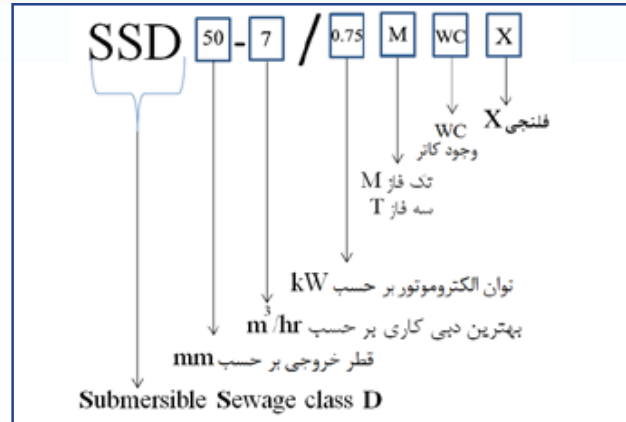 SSD 50 - 7 / 0.75 M WC X
فلنجی X
WC
وجود کاتر
تک فاز M
سه فاز T
توان الکتروموتور بر حسب kW
بهترین دبی کاری بر حسب m³/hr
قطر خروجی بر حسب mm
Submersible Sewage class D